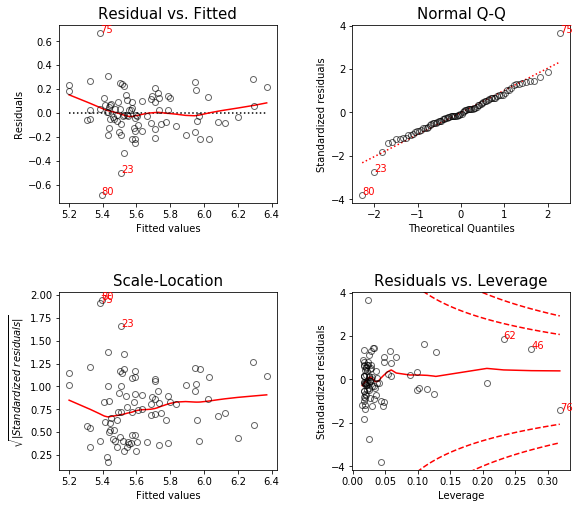 Residual vs. Fitted
Residuals
0.6
0.4
0.2
0.0
−0.2
−0.4
−0.6
75
23
80
5.2 5.4 5.6 5.8 6.0 6.2 6.4
Fitted values
Normal Q-Q
Standardized residuals
4
2
0
−2
−4
75
23
80
−2 −1 0 1 2
Theoretical Quantiles
Scale-Location
√|Standardized residuals|
2.00
1.75
1.50
1.25
1.00
0.75
0.50
0.25
80
75
23
5.2 5.4 5.6 5.8 6.0 6.2 6.4
Fitted values
Residuals vs. Leverage
Standardized residuals
4
2
0
−2
−4
62
46
76
0.00 0.05 0.10 0.15 0.20 0.25 0.30
Leverage